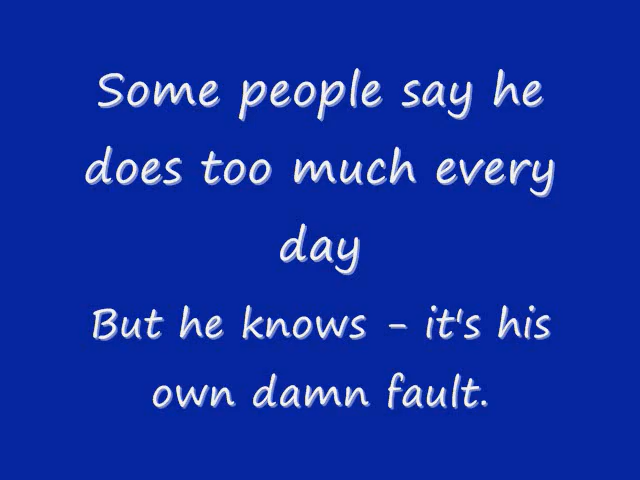 Some people say he
does too much every
day
But he knows - it's his
own damn fault.